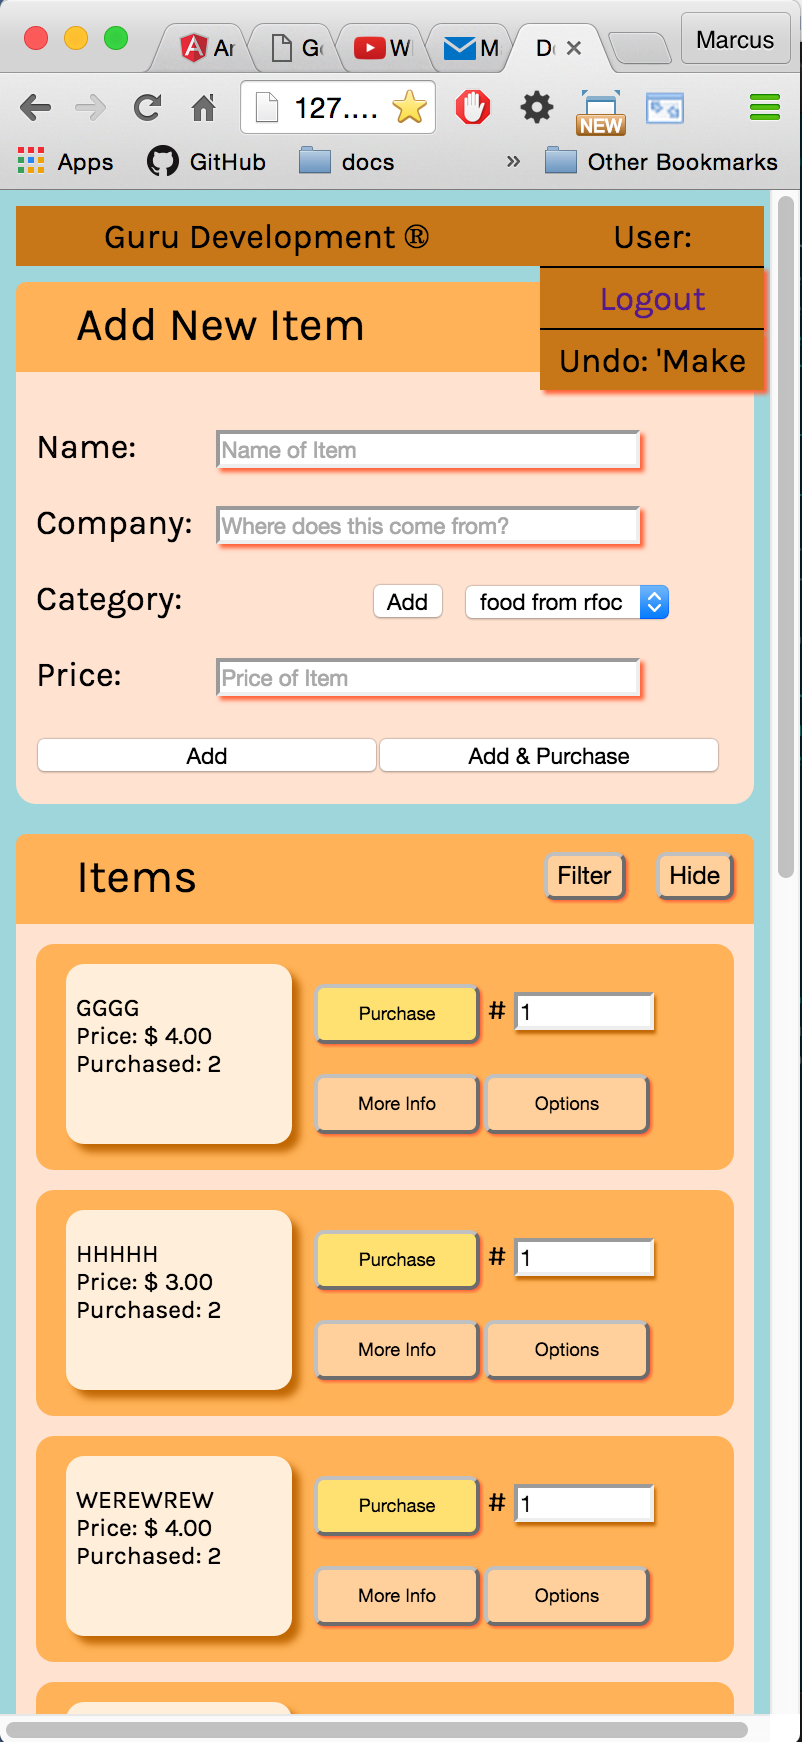 Ar
G
W
M
D
Marcus
127....
NEW
Apps
GitHub
docs
»
Other Bookmarks
Guru Development ®
User:
Logout
Undo: 'Make
Add New Item
Name:
Name of Item
Company:
Where does this come from?
Category:
Add
food from rfoc
Price:
Price of Item
Add
Add & Purchase
Items
Filter
Hide
GGGG
Price: $ 4.00
Purchased: 2
Purchase
# 1
More Info
Options
HHHHH
Price: $ 3.00
Purchased: 2
Purchase
# 1
More Info
Options
WEREWREW
Price: $ 4.00
Purchased: 2
Purchase
# 1
More Info
Options